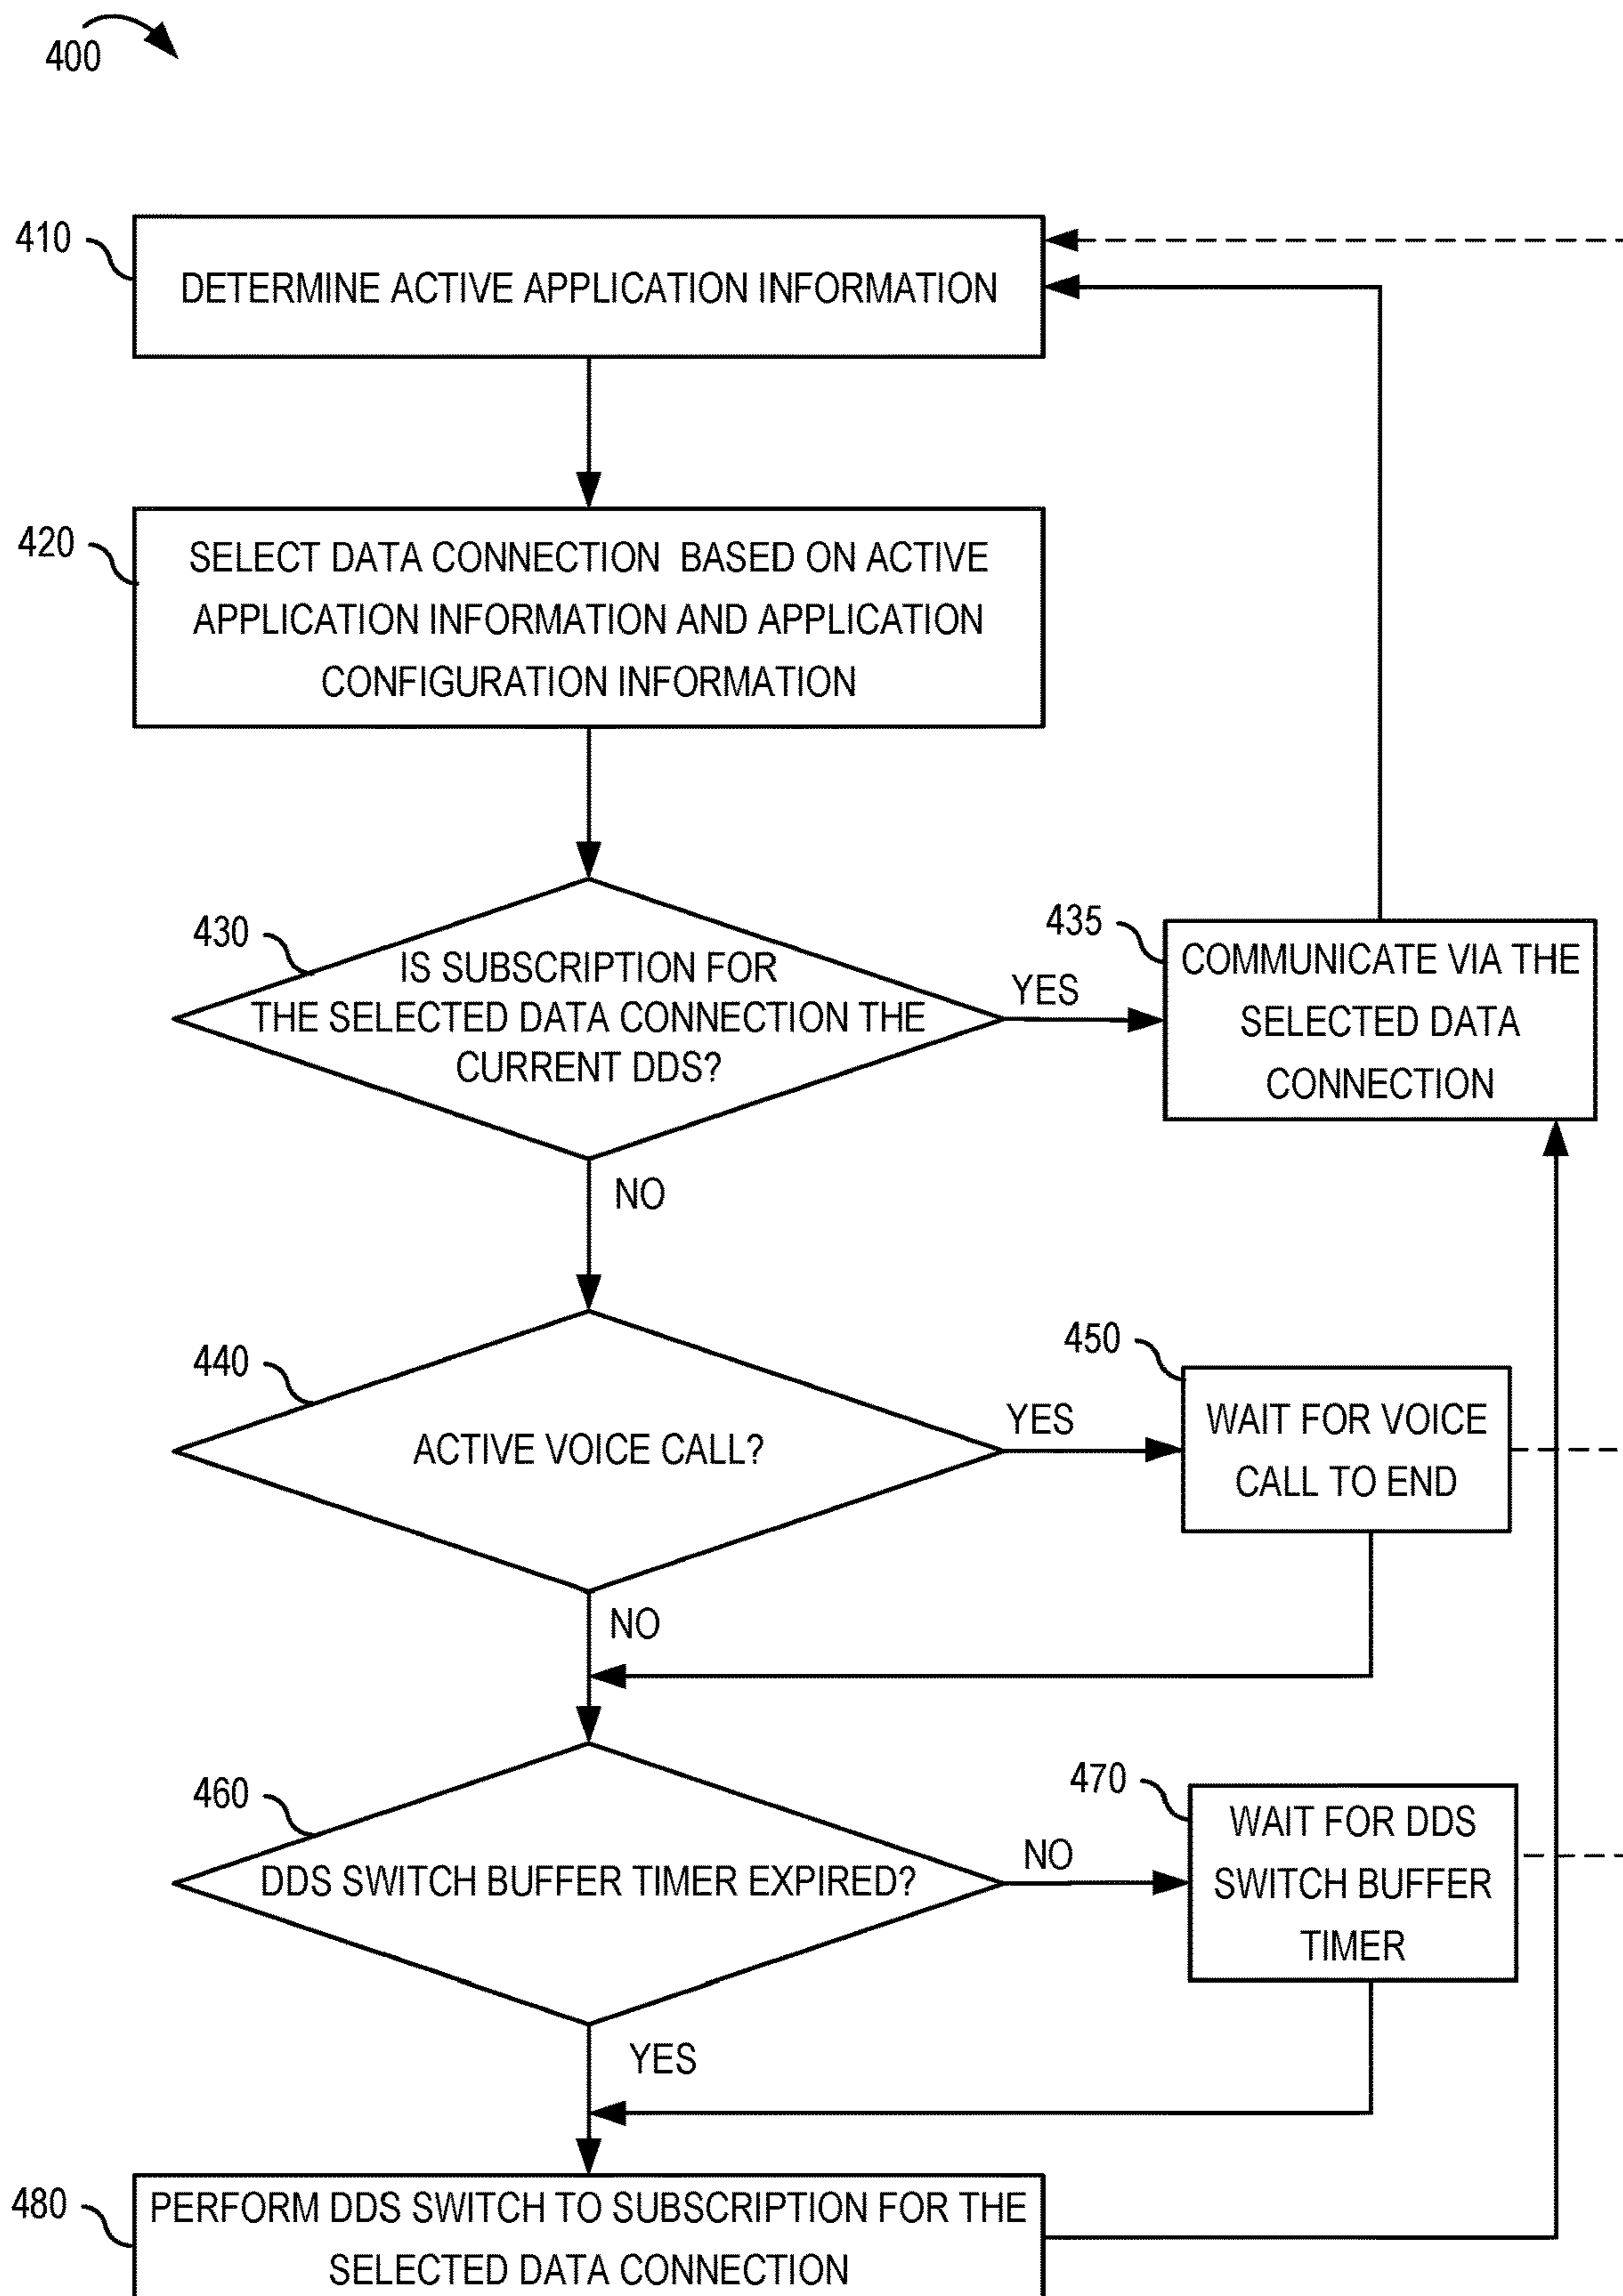 400
410
DETERMINE ACTIVE APPLICATION INFORMATION
420
SELECT DATA CONNECTION BASED ON ACTIVE
APPLICATION INFORMATION AND APPLICATION
CONFIGURATION INFORMATION
430
IS SUBSCRIPTION FOR
THE SELECTED DATA CONNECTION THE
CURRENT DDS?
YES
435
COMMUNICATE VIA THE
SELECTED DATA
CONNECTION
NO
440
ACTIVE VOICE CALL?
YES
450
WAIT FOR VOICE
CALL TO END
NO
460
DDS SWITCH BUFFER TIMER EXPIRED?
NO
470
WAIT FOR DDS
SWITCH BUFFER
TIMER
YES
480
PERFORM DDS SWITCH TO SUBSCRIPTION FOR THE
SELECTED DATA CONNECTION